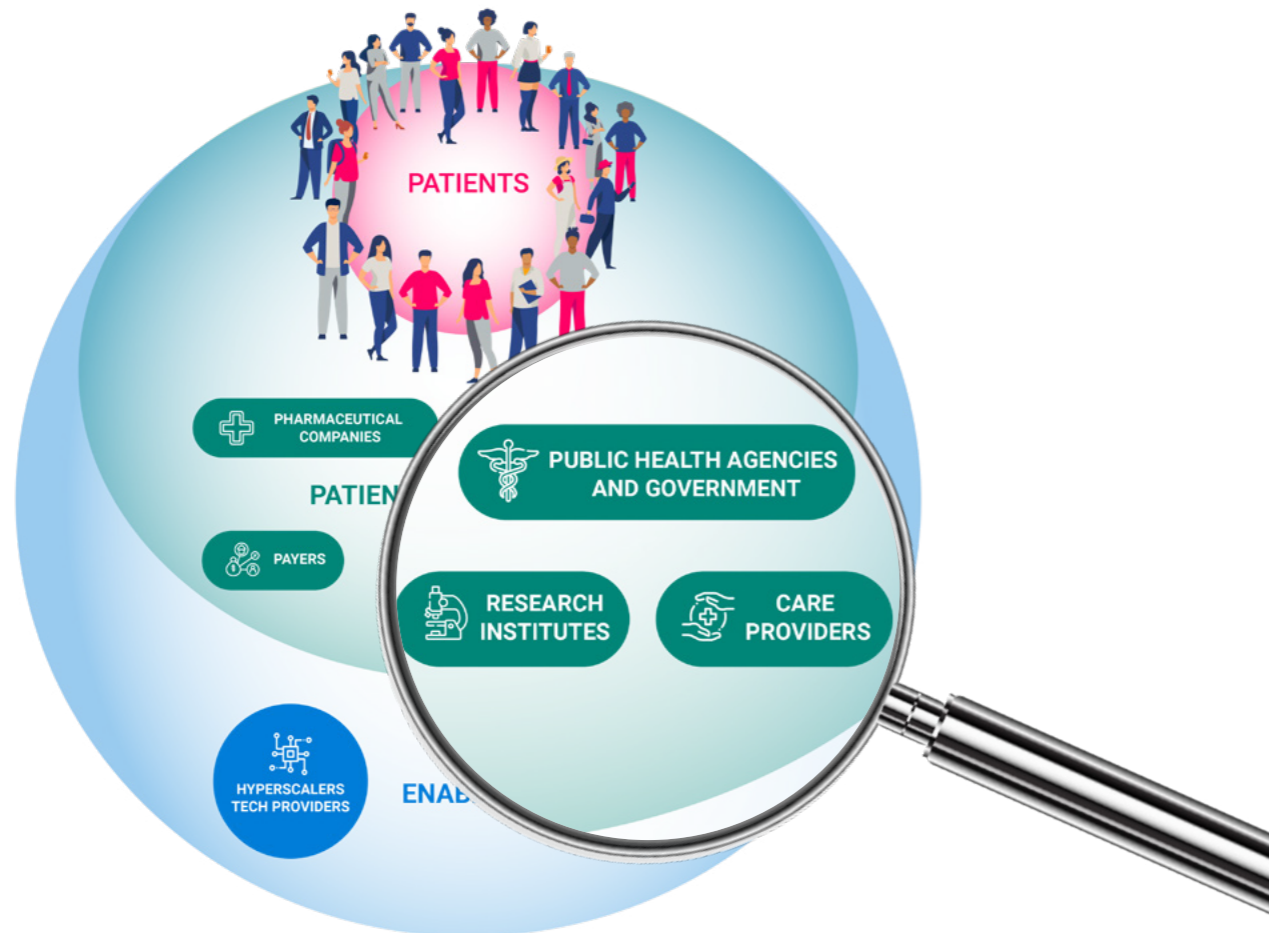 PATIENTS
PHARMACEUTICAL
COMPANIES
PUBLIC HEALTH AGENCIES
AND GOVERNMENT
PATIEN
PAYERS
RESEARCH
INSTITUTES
CARE
PROVIDERS
HYPERSCALERS
TECH PROVIDERS
ENAB